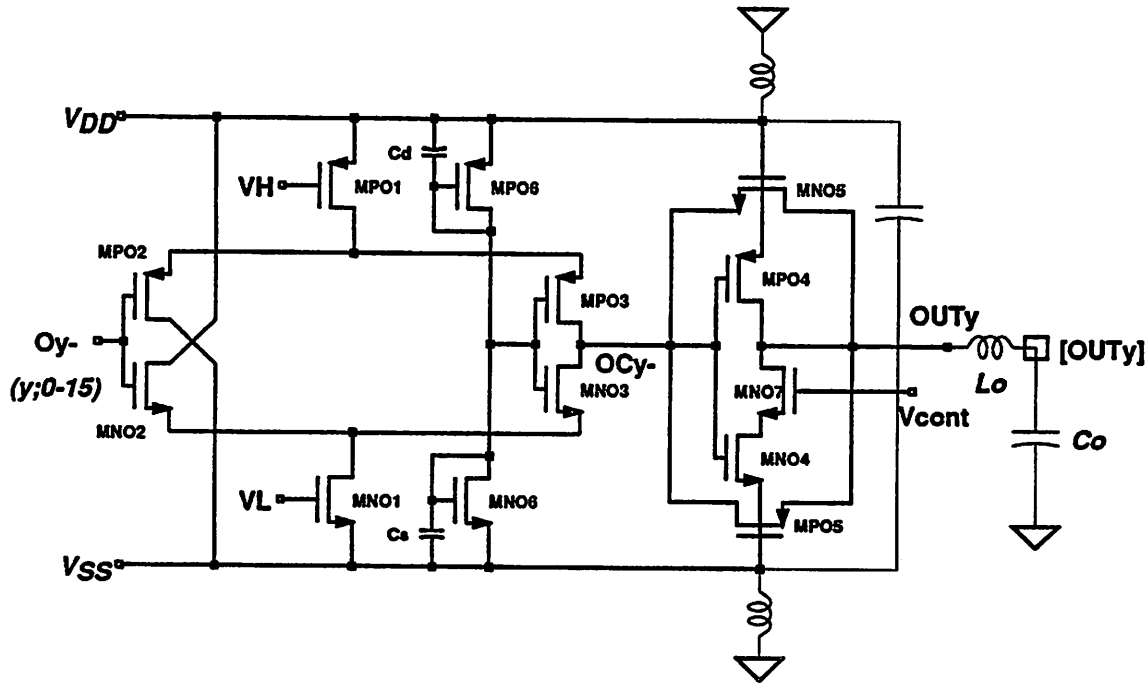 VDD
Cd
MNO5
VH
MPO1
MPO6
MPO2
MPO3
MPO4
OUTy
Oy-
OCy-
[OUTy]
(y;0-15)
MNO3
MNO7
Lo
MNO2
Vcont
MNO4
Co
VL
MNO1
MNO6
MPO5
Cs
VSS